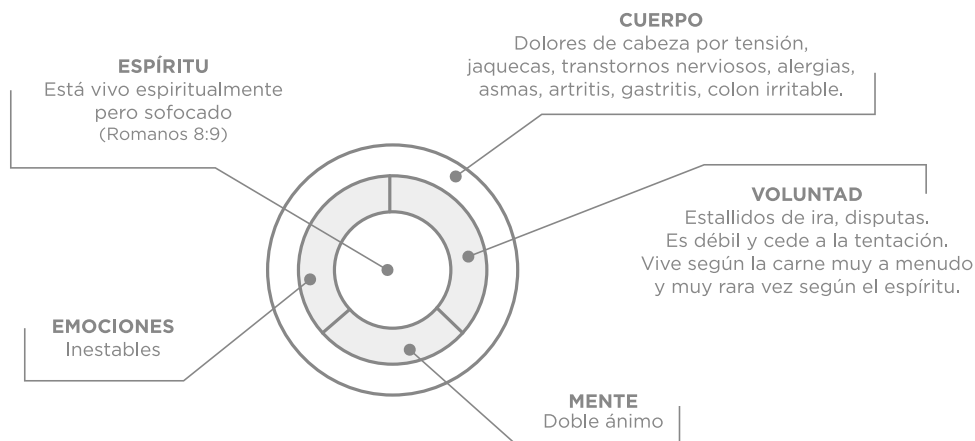 CUERPO
Dolores de cabeza por tensión,
jaquecas, transtornos nerviosos, alergias,
asmas, artritis, gastritis, colon irritable.
ESPÍRITU
Está vivo espiritualmente
pero sofocado
(Romanos 8:9)
VOLUNTAD
Estallidos de ira, disputas.
Es débil y cede a la tentación.
Vive según la carne muy a menudo
y muy rara vez según el espíritu.
EMOCIONES
Inestables
MENTE
Doble ánimo